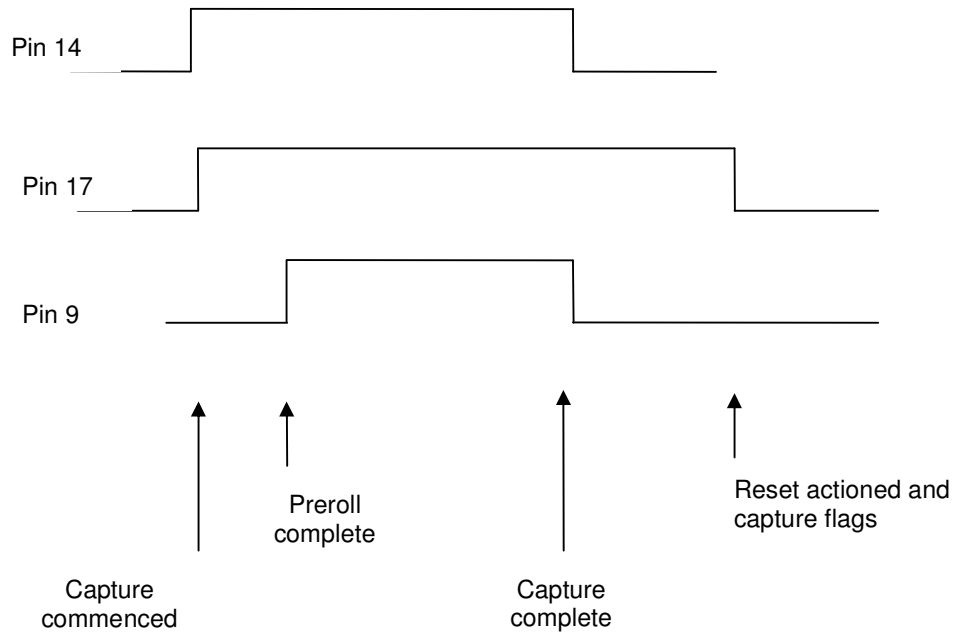 Pin 14
Pin 17
Pin 9
Preroll
complete
Reset actioned and
capture flags
Capture
commenced
Capture
complete